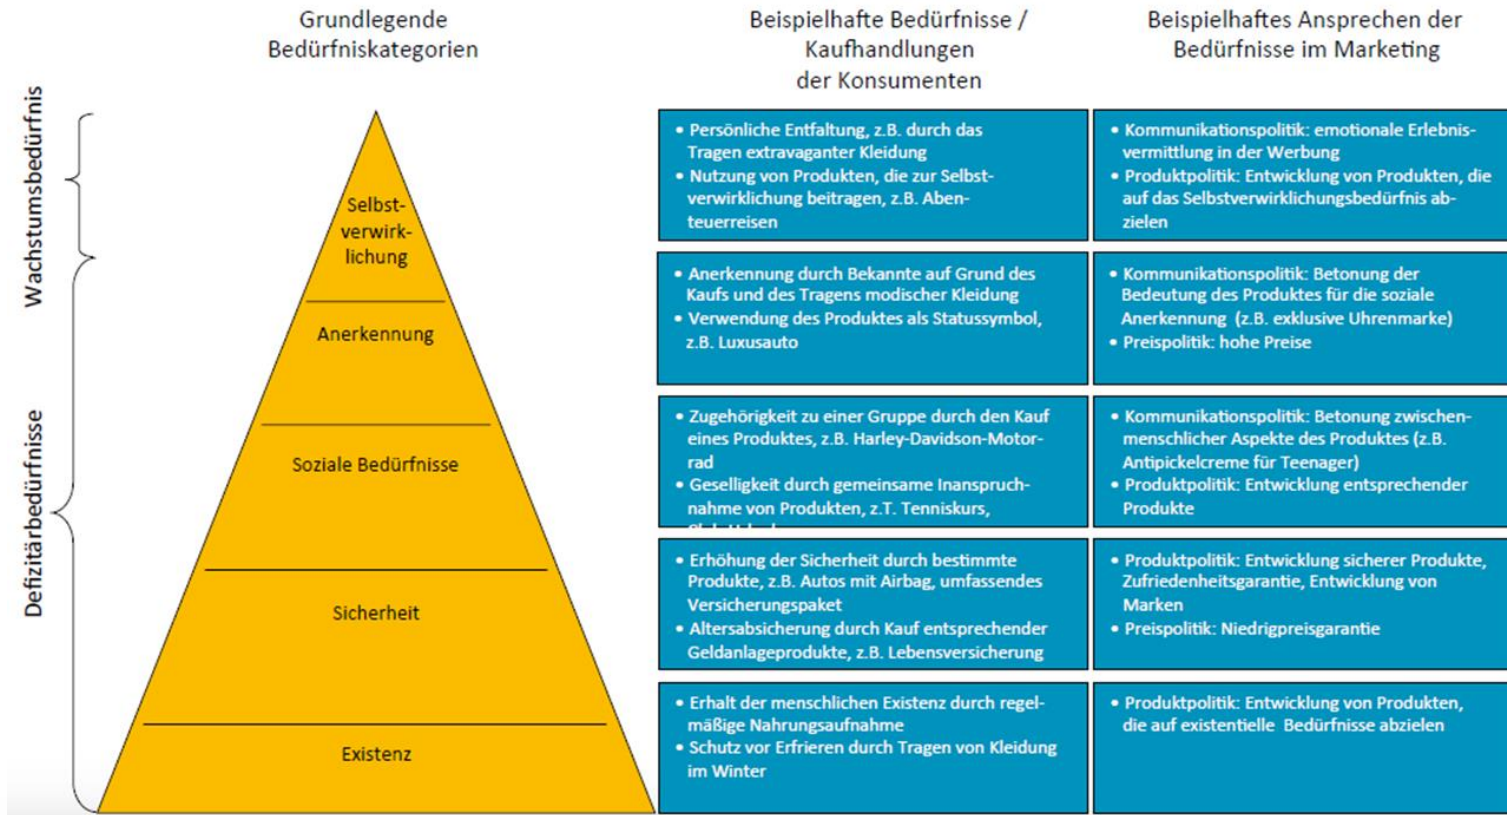 Grundlegende
Bedürfniskategorien
Beispielhafte Bedürfnisse /
Kaufhandlungen
der Konsumenten
Beispielhaftes Ansprechen der
Bedürfnisse im Marketing
Wachstumsbedürfnis
Defizitärbedürfnisse
Selbst-
verwirk-
lichung
• Persönliche Entfaltung, z.B. durch das
Tragen extravaganter Kleidung
• Nutzung von Produkten, die zur Selbst-
verwirklichung beitragen, z.B. Aben-
teuerreisen
• Kommunikationspolitik: emotionale Erlebnis-
vermittlung in der Werbung
• Produktpolitik: Entwicklung von Produkten, die
auf das Selbstverwirklichungsbedürfnis ab-
zielen
Anerkennung
• Anerkennung durch Bekannte auf Grund des
Kaufs und des Tragens modischer Kleidung
• Verwendung des Produktes als Statussymbol,
z.B. Luxusauto
• Kommunikationspolitik: Betonung der
Bedeutung des Produktes für die soziale
Anerkennung (z.B. exklusive Uhrenmarke)
• Preispolitik: hohe Preise
Soziale Bedürfnisse
• Zugehörigkeit zu einer Gruppe durch den Kauf
eines Produktes, z.B. Harley-Davidson-Motor-
rad
• Geselligkeit durch gemeinsame Inanspruch-
nahme von Produkten, z.T. Tenniskurs,
• Kommunikationspolitik: Betonung zwischen-
menschlicher Aspekte des Produktes (z.B.
Antipickelcreme für Teenager)
• Produktpolitik: Entwicklung entsprechender
Produkte
Sicherheit
• Erhöhung der Sicherheit durch bestimmte
Produkte, z.B. Autos mit Airbag, umfassendes
Versicherungspaket
• Altersabsicherung durch Kauf entsprechender
Geldanlageprodukte, z.B. Lebensversicherung
• Produktpolitik: Entwicklung sicherer Produkte,
Zufriedenheitsgarantie, Entwicklung von
Marken
• Preispolitik: Niedrigpreisgarantie
Existenz
• Erhalt der menschlichen Existenz durch regel-
mäßige Nahrungsaufnahme
• Schutz vor Erfrieren durch Tragen von Kleidung
im Winter
• Produktpolitik: Entwicklung von Produkten,
die auf existentielle Bedürfnisse abzielen